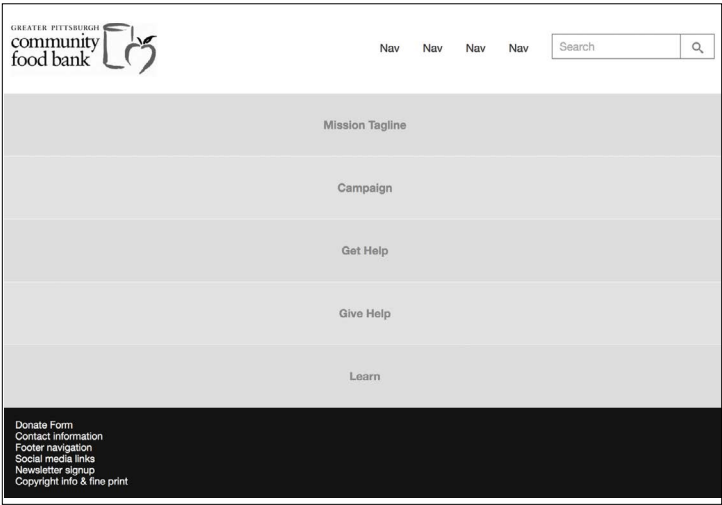 GREATER PITTSBURGH
community
food bank
Nav Nav Nav Nav Search
Mission Tagline
Campaign
Get Help
Give Help
Learn
Donate Form
Contact information
Footer navigation
Social media links
Newsletter signup
Copyright info & fine print